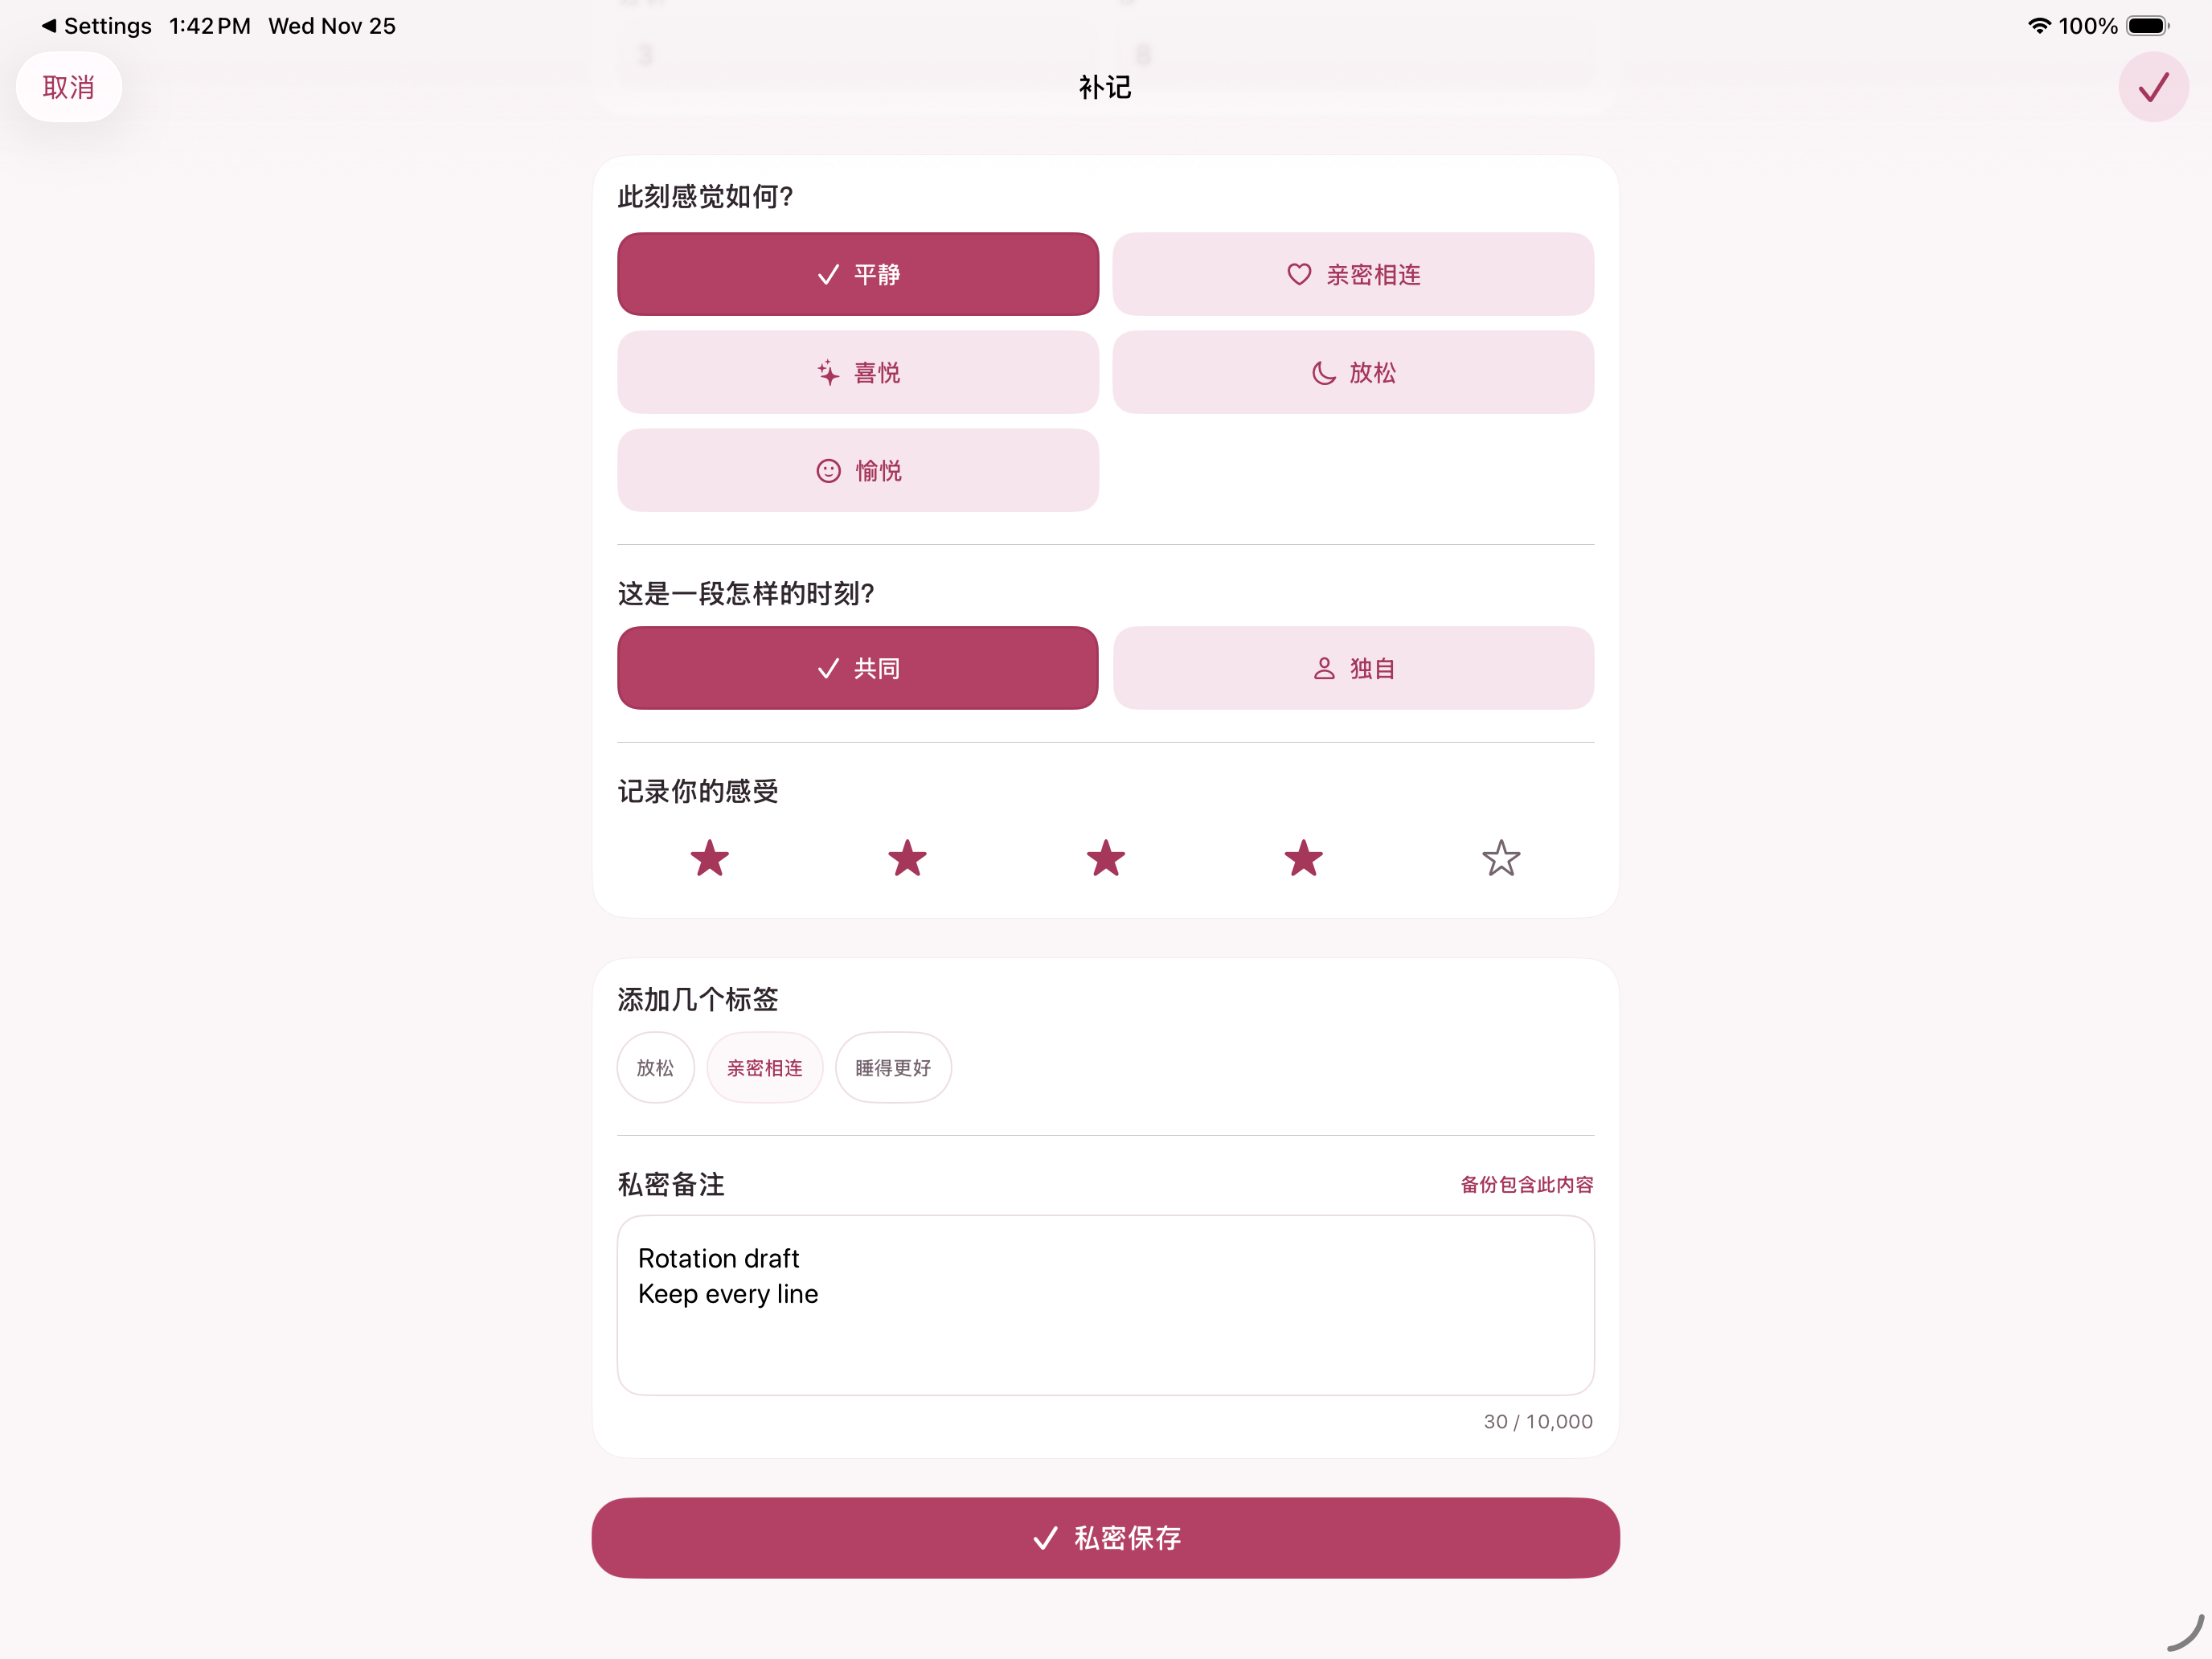 Settings 1:42 PM Wed Nov 25
100%
取消
补记
此刻感觉如何?
平静
亲密相连
喜悦
放松
愉悦
这是一段怎样的时刻?
共同
独自
记录你的感受
添加几个标签
放松
亲密相连
睡得更好
私密备注
备份包含此内容
Rotation draft
Keep every line
30 / 10,000
私密保存